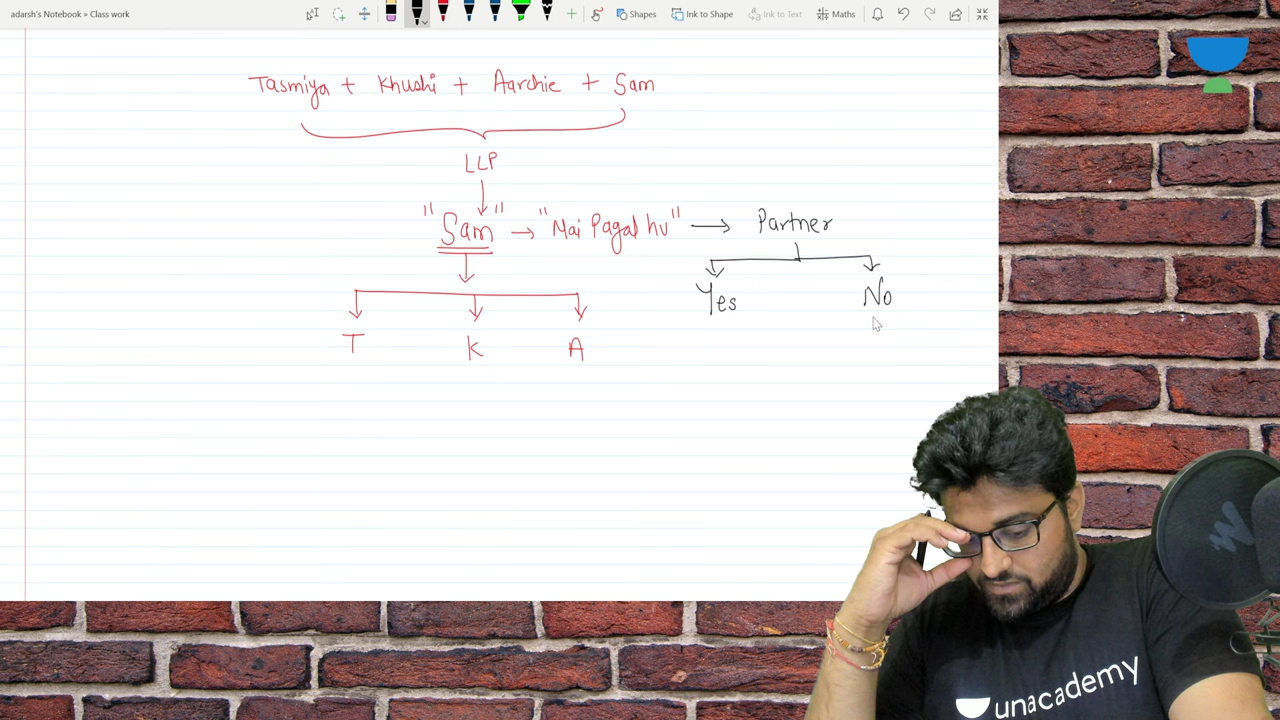 adarsh's Notebook » Class work
Shapes Ink to Shape Ink to Text Maths
Tasmiya + Khushi + Aarchie + Sam
LLP
"Sam" → "Mai Pagal hu" → Partner
Yes No
T K A
unacademy